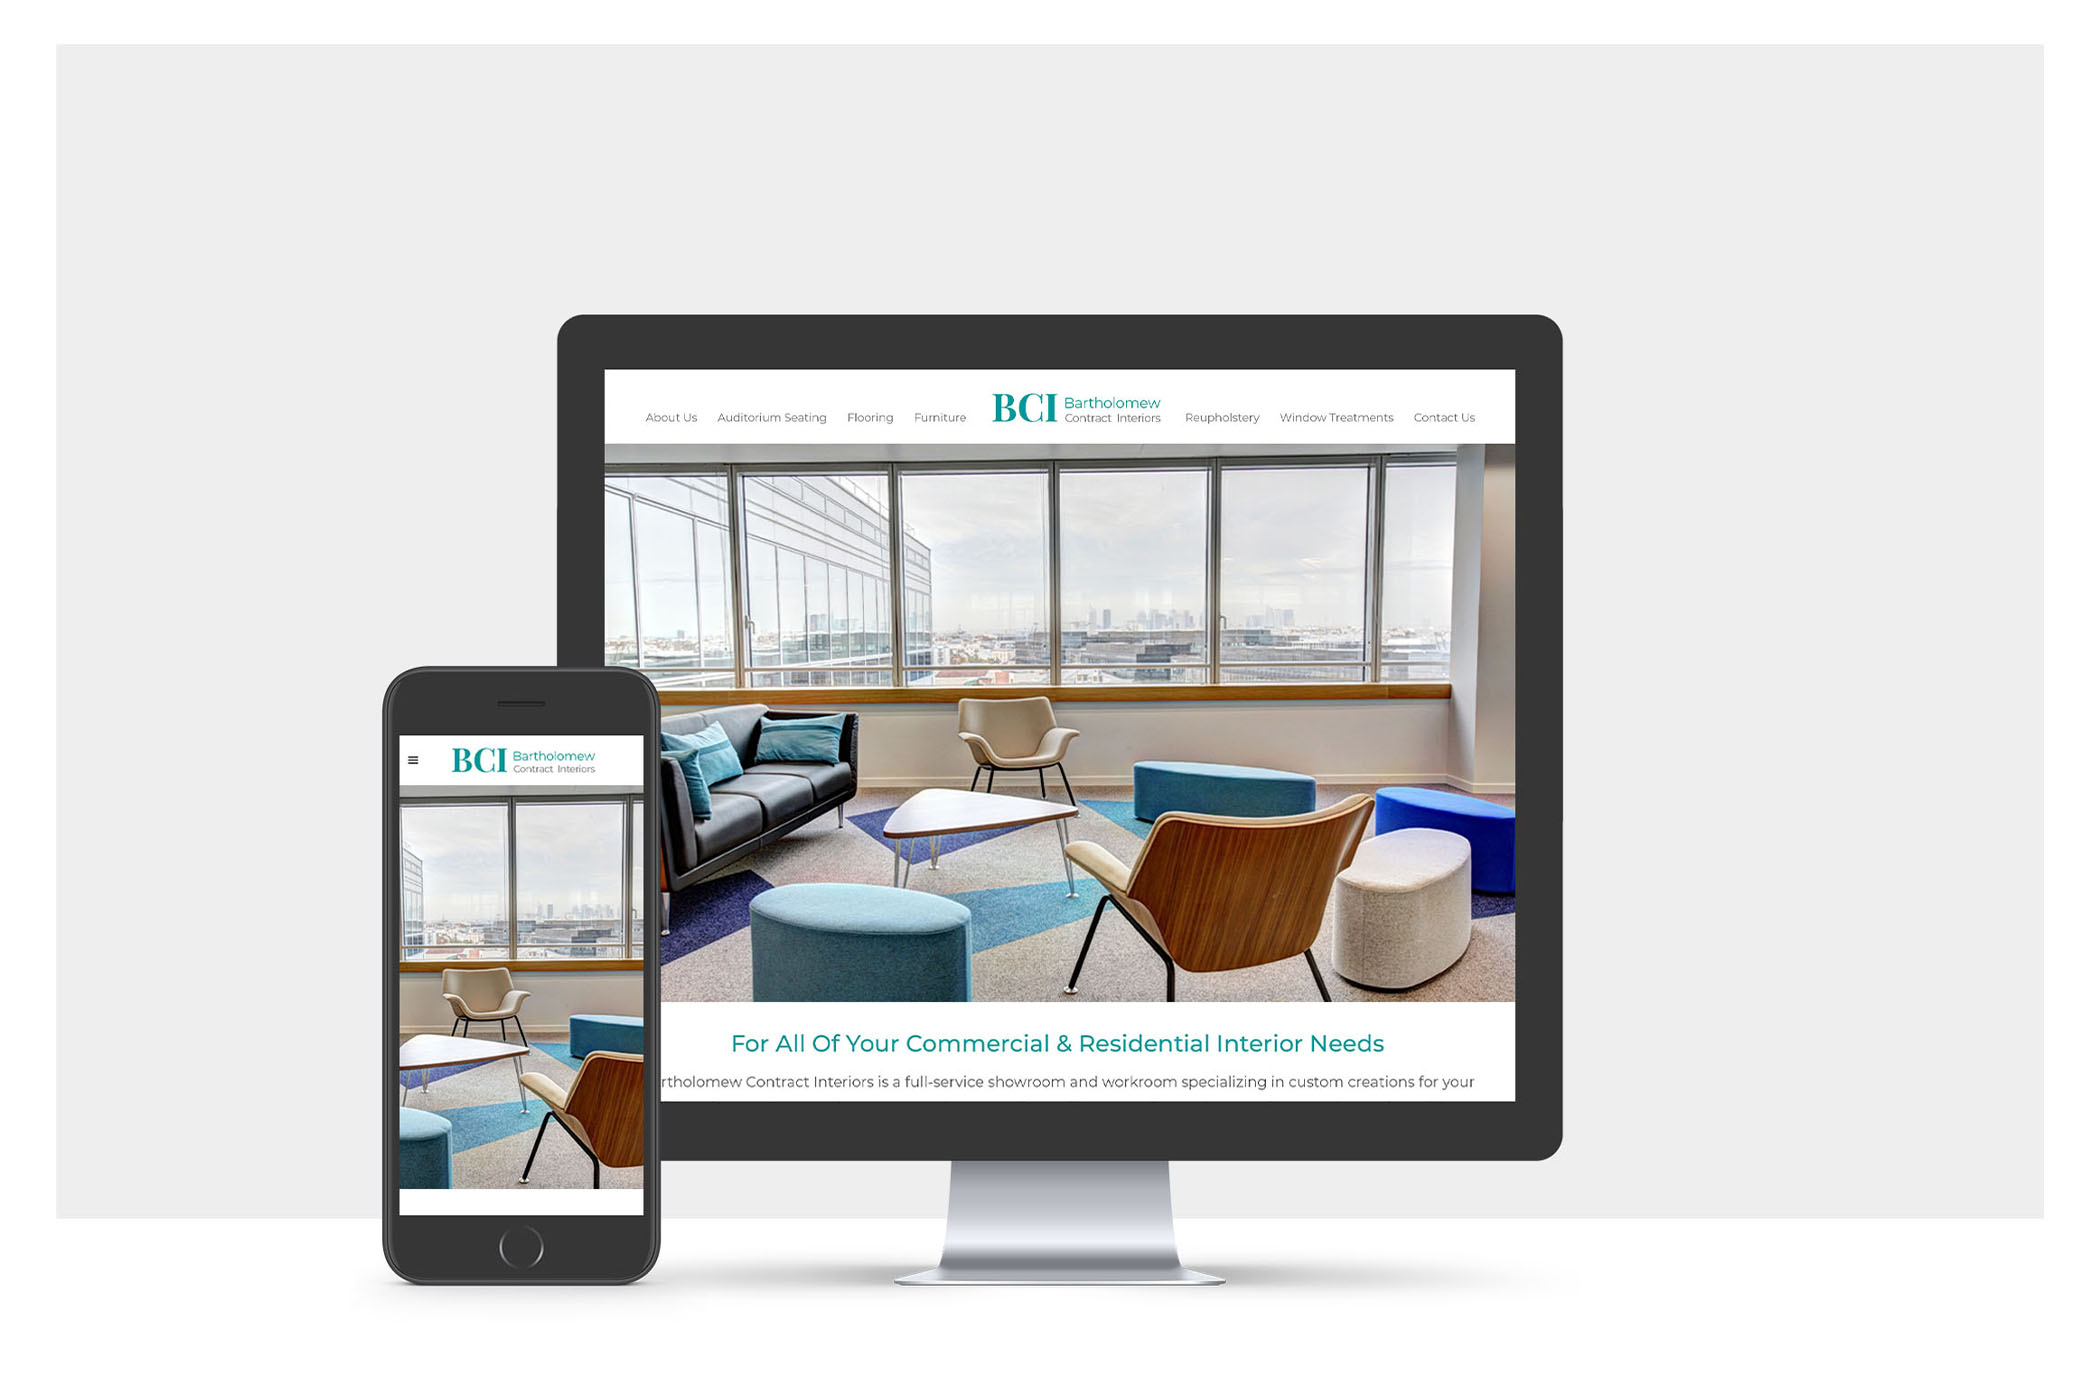 About Us Auditorium Seating Flooring Furniture BCI Bartholomew Contract Interiors Reupholstery Window Treatments Contact Us
For All Of Your Commercial & Residential Interior Needs
rtholomew Contract Interiors is a full-service showroom and workroom specializing in custom creations for your
BCI Bartholomew
Contract Interiors